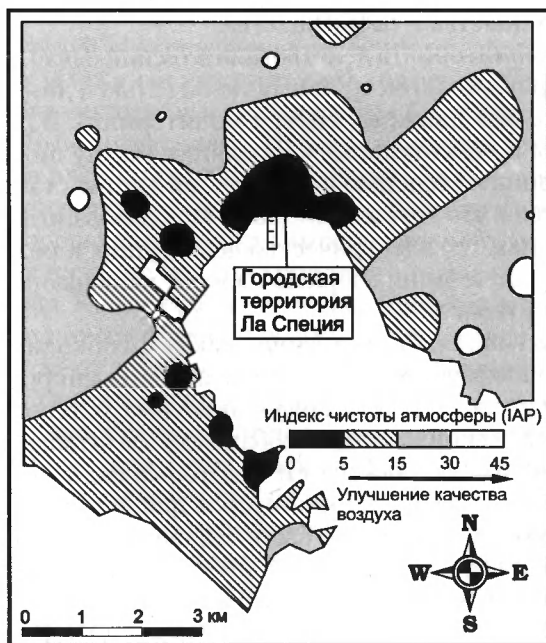 Городская
территория
Ла Специя
Индекс чистоты атмосферы (IAP)
0 5 15 30 45
Улучшение качества
воздуха
N
W E
S
0 1 2 3 км